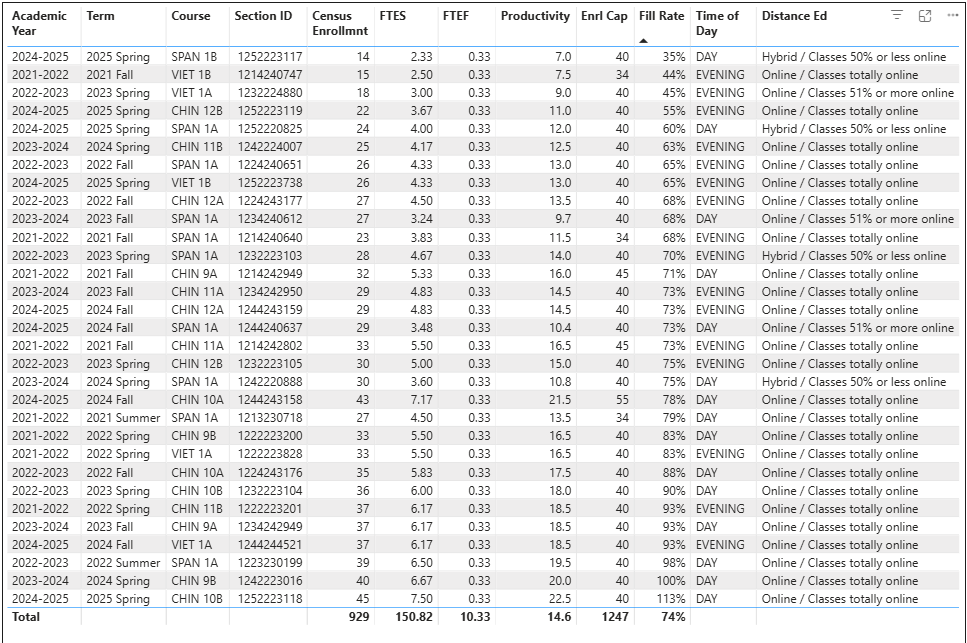 Academic Year Term Course Section ID Census Enrollmnt FTES FTEF Productivity Enrl Cap Fill Rate Time of Day Distance Ed
2024-2025 2025 Spring SPAN 1B 1252223117 14 2.33 0.33 7.0 40 35% DAY Hybrid / Classes 50% or less online
2021-2022 2021 Fall VIET 1B 1214240747 15 2.50 0.33 7.5 34 44% EVENING Online / Classes totally online
2022-2023 2023 Spring VIET 1A 1232224880 18 3.00 0.33 9.0 40 45% EVENING Online / Classes 51% or more online
2024-2025 2025 Spring CHIN 12B 1252223119 22 3.67 0.33 11.0 40 55% EVENING Online / Classes totally online
2024-2025 2025 Spring SPAN 1A 1252220825 24 4.00 0.33 12.0 40 60% DAY Hybrid / Classes 50% or less online
2023-2024 2024 Spring CHIN 11B 1242224007 25 4.17 0.33 12.5 40 63% EVENING Online / Classes totally online
2022-2023 2022 Fall SPAN 1A 1224240651 26 4.33 0.33 13.0 40 65% EVENING Online / Classes totally online
2024-2025 2025 Spring VIET 1B 1252223738 26 4.33 0.33 13.0 40 65% EVENING Online / Classes totally online
2022-2023 2022 Fall CHIN 12A 1224243177 27 4.50 0.33 13.5 40 68% EVENING Online / Classes totally online
2023-2024 2023 Fall SPAN 1A 1234240612 27 3.24 0.33 9.7 40 68% DAY Online / Classes 51% or more online
2021-2022 2021 Fall SPAN 1A 1214240640 23 3.83 0.33 11.5 34 68% EVENING Online / Classes totally online
2022-2023 2023 Spring SPAN 1A 1232223103 28 4.67 0.33 14.0 40 70% EVENING Hybrid / Classes 50% or less online
2021-2022 2021 Fall CHIN 9A 1214242949 32 5.33 0.33 16.0 45 71% DAY Online / Classes totally online
2023-2024 2023 Fall CHIN 11A 1234242950 29 4.83 0.33 14.5 40 73% EVENING Online / Classes totally online
2024-2025 2024 Fall CHIN 12A 1244243159 29 4.83 0.33 14.5 40 73% EVENING Online / Classes totally online
2024-2025 2024 Fall SPAN 1A 1244240637 29 3.48 0.33 10.4 40 73% DAY Online / Classes 51% or more online
2021-2022 2021 Fall CHIN 11A 1214242802 33 5.50 0.33 16.5 45 73% EVENING Online / Classes totally online
2022-2023 2023 Spring CHIN 12B 1232223105 30 5.00 0.33 15.0 40 75% EVENING Online / Classes totally online
2023-2024 2024 Spring SPAN 1A 1242220888 30 3.60 0.33 10.8 40 75% DAY Hybrid / Classes 50% or less online
2024-2025 2024 Fall CHIN 10A 1244243158 43 7.17 0.33 21.5 55 78% DAY Online / Classes totally online
2021-2022 2021 Summer SPAN 1A 1213230718 27 4.50 0.33 13.5 34 79% DAY Online / Classes totally online
2021-2022 2022 Spring CHIN 9B 1222223200 33 5.50 0.33 16.5 40 83% DAY Online / Classes totally online
2021-2022 2022 Spring VIET 1A 1222223828 33 5.50 0.33 16.5 40 83% EVENING Online / Classes totally online
2022-2023 2022 Fall CHIN 10A 1224243176 35 5.83 0.33 17.5 40 88% DAY Online / Classes totally online
2022-2023 2023 Spring CHIN 10B 1232223104 36 6.00 0.33 18.0 40 90% DAY Online / Classes totally online
2021-2022 2022 Spring CHIN 11B 1222223201 37 6.17 0.33 18.5 40 93% EVENING Online / Classes totally online
2023-2024 2023 Fall CHIN 9A 1234242949 37 6.17 0.33 18.5 40 93% DAY Online / Classes totally online
2024-2025 2024 Fall VIET 1A 1244244521 37 6.17 0.33 18.5 40 93% EVENING Online / Classes totally online
2022-2023 2022 Summer SPAN 1A 1223230199 39 6.50 0.33 19.5 40 98% DAY Online / Classes totally online
2023-2024 2024 Spring CHIN 9B 1242223016 40 6.67 0.33 20.0 40 100% DAY Online / Classes totally online
2024-2025 2025 Spring CHIN 10B 1252223118 45 7.50 0.33 22.5 40 113% DAY Online / Classes totally online
Total 929 150.82 10.33 14.6 1247 74%